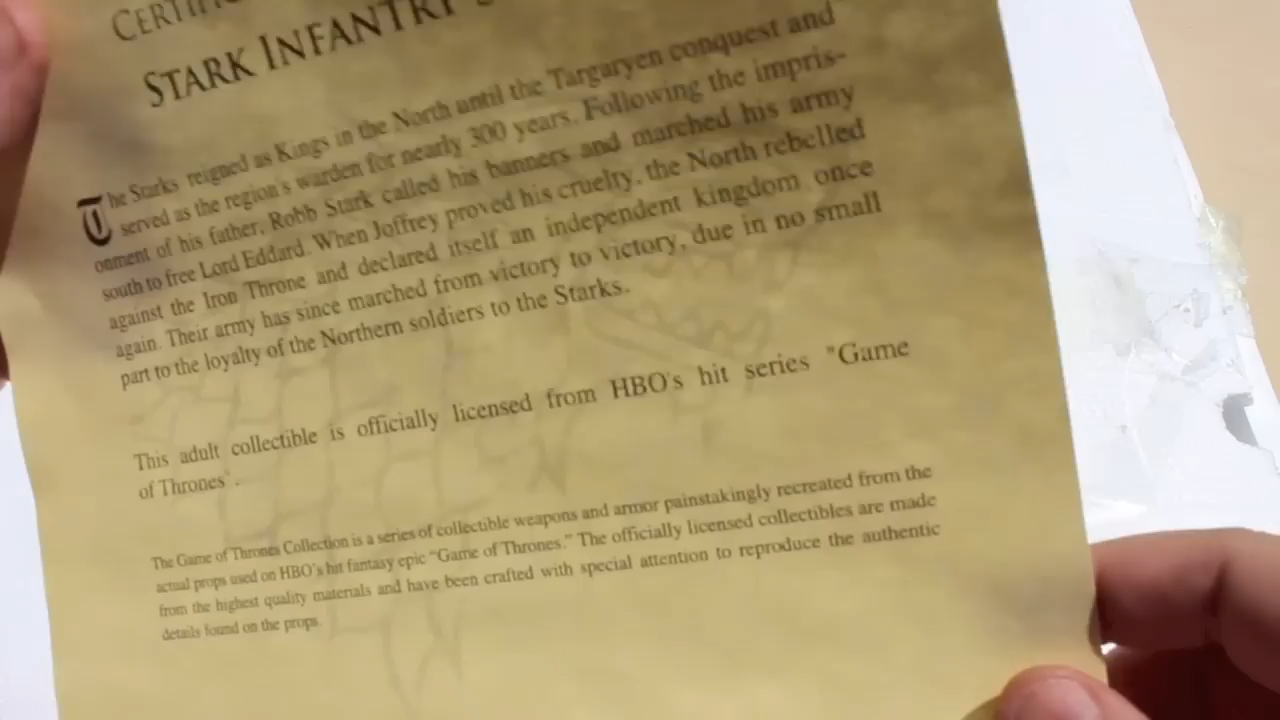 STARK INFANTRY
The Starks reigned as Kings in the North until the Targaryen conquest and
served as the region's warden for nearly 300 years. Following the impris-
onment of his father, Robb Stark called his banners and marched his army
south to free Lord Eddard. When Joffrey proved his cruelty, the North rebelled
against the Iron Throne and declared itself an independent kingdom once
again. Their army has since marched from victory to victory, due in no small
part to the loyalty of the Northern soldiers to the Starks.
This adult collectible is officially licensed from HBO's hit series "Game
of Thrones".
The Game of Thrones Collection is a series of collectible weapons and armor painstakingly recreated from the
actual props used on HBO's hit fantasy epic “Game of Thrones.” The officially licensed collectibles are made
from the highest quality materials and have been crafted with special attention to reproduce the authentic
details found on the props.